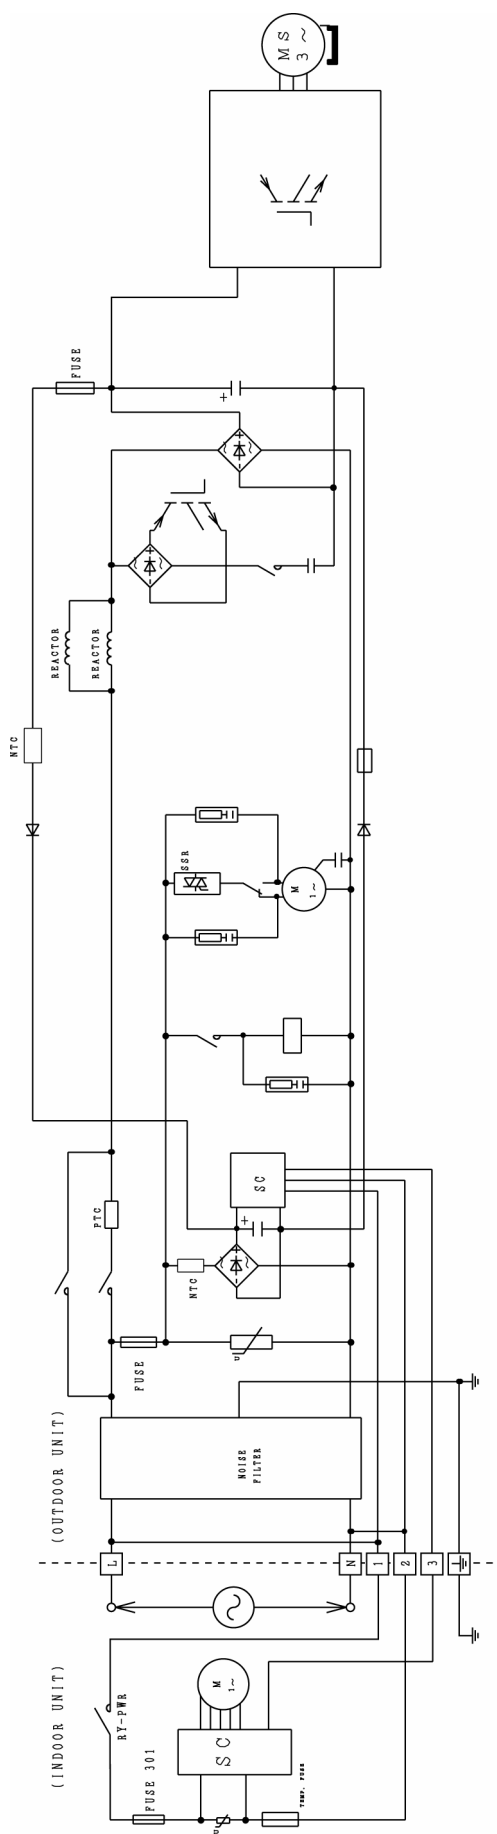 M S
3 ~
FUSE
+
+
~
~
+
~
~
REACTOR
REACTOR
NTC
SSR
M
1~
SC
+
PTC
+
~
~
NTC
U
FUSE
(OUTDOOR UNIT)
NOISE
FILTER
L
N
1
2
3
(INDOOR UNIT)
M
1~
RY-PWR
SC
FUSE 301
TEMP. FUSE
U